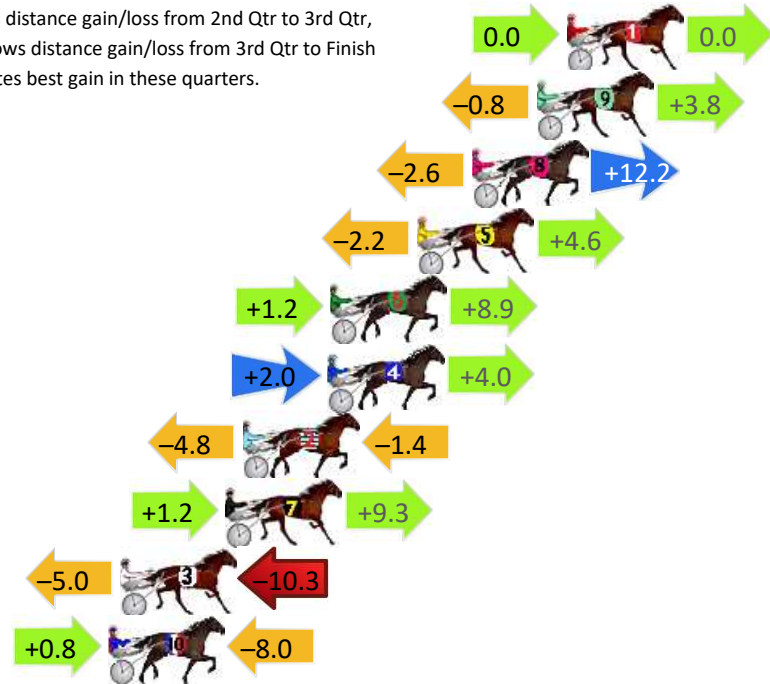 distance gain/loss from 2nd Qtr to 3rd Qtr,
ows distance gain/loss from 3rd Qtr to Finish
tes best gain in these quarters.
0.0 1 0.0
–0.8 9 +3.8
–2.6 8 +12.2
–2.2 5 +4.6
+1.2 6 +8.9
+2.0 4 +4.0
–4.8 2 –1.4
+1.2 7 +9.3
–5.0 3 –10.3
+0.8 10 –8.0